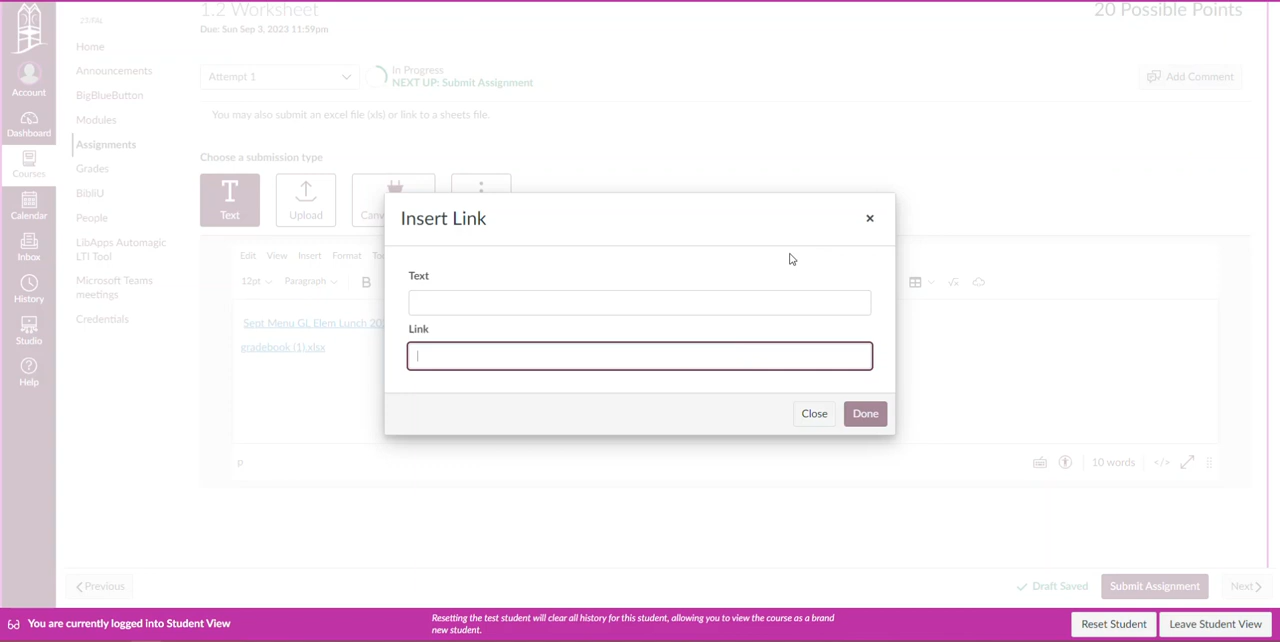 1.2 Worksheet
20 Possible Points
Due: Sun Sep 3, 2023 11:59pm
Attempt 1
In Progress
NEXT UP: Submit Assignment
Add Comment
You may also submit an excel file (xls) or link to a sheets file.
Choose a submission type
Text
Upload
Canv
Account
Dashboard
Courses
Calendar
Inbox
History
Studio
Help
23/FAL
Home
Announcements
BigBlueButton
Modules
Assignments
Grades
BibliU
People
LibApps Automagic
LTI Tool
Microsoft Teams
meetings
Credentials
Edit View Insert Format To
12pt Paragraph B
Sept Menu GL Elem Lunch 202
gradebook (1).xlsx
Insert Link
×
Text
Link
Close
Done
p
10 words
</>
Previous
Draft Saved
Submit Assignment
Next
You are currently logged into Student View
Resetting the test student will clear all history for this student, allowing you to view the course as a brand
new student.
Reset Student
Leave Student View